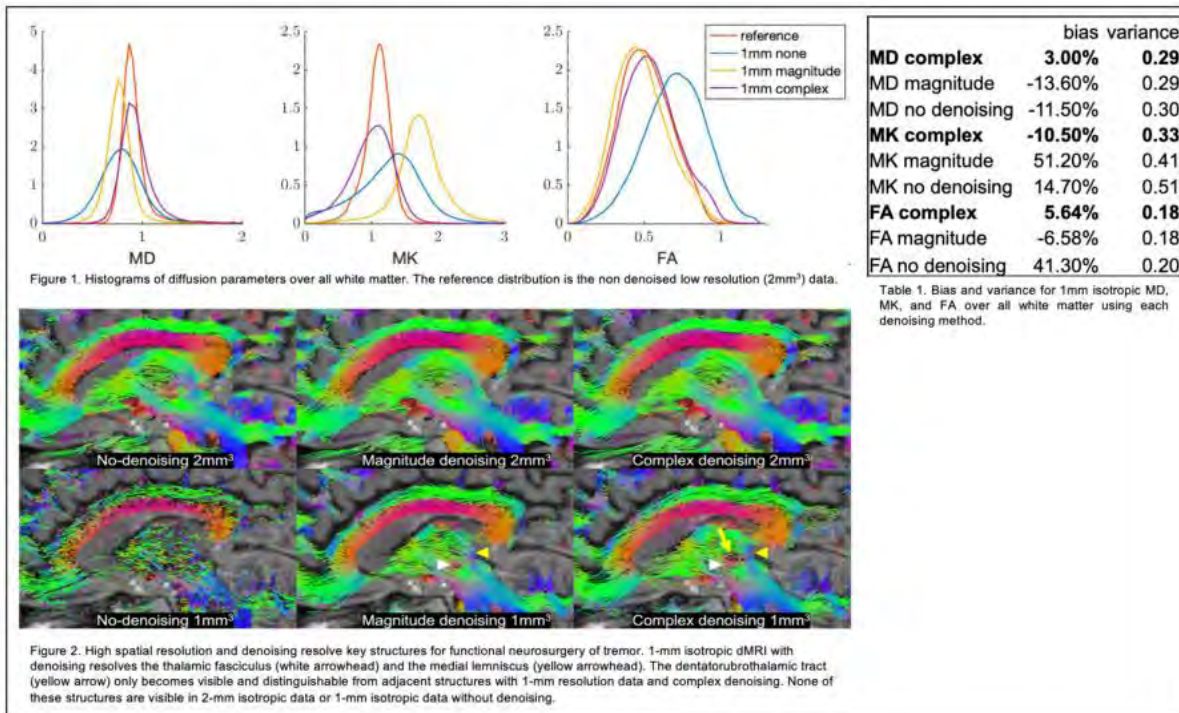 5
4
3
2
1
0
0
1
2
MD
2.5
2
1.5
1
0.5
0
0
1
2
3
MK
2.5
2
1.5
1
0.5
0
0
0.5
1
FA
reference
1mm none
1mm magnitude
1mm complex
Figure 1. Histograms of diffusion parameters over all white matter. The reference distribution is the non denoised low resolution (2mm³) data.
bias variance
MD complex 3.00% 0.29
MD magnitude -13.60% 0.29
MD no denoising -11.50% 0.30
MK complex -10.50% 0.33
MK magnitude 51.20% 0.41
MK no denoising 14.70% 0.51
FA complex 5.64% 0.18
FA magnitude -6.58% 0.18
FA no denoising 41.30% 0.20
Table 1. Bias and variance for 1mm isotropic MD,
MK, and FA over all white matter using each
denoising method.
No-denoising 2mm³
Magnitude denoising 2mm³
Complex denoising 2mm³
No-denoising 1mm³
Magnitude denoising 1mm³
Complex denoising 1mm³
Figure 2. High spatial resolution and denoising resolve key structures for functional neurosurgery of tremor. 1-mm isotropic dMRI with
denoising resolves the thalamic fasciculus (white arrowhead) and the medial lemniscus (yellow arrowhead). The dentatorubrothalamic tract
(yellow arrow) only becomes visible and distinguishable from adjacent structures with 1-mm resolution data and complex denoising. None of
these structures are visible in 2-mm isotropic data or 1-mm isotropic data without denoising.